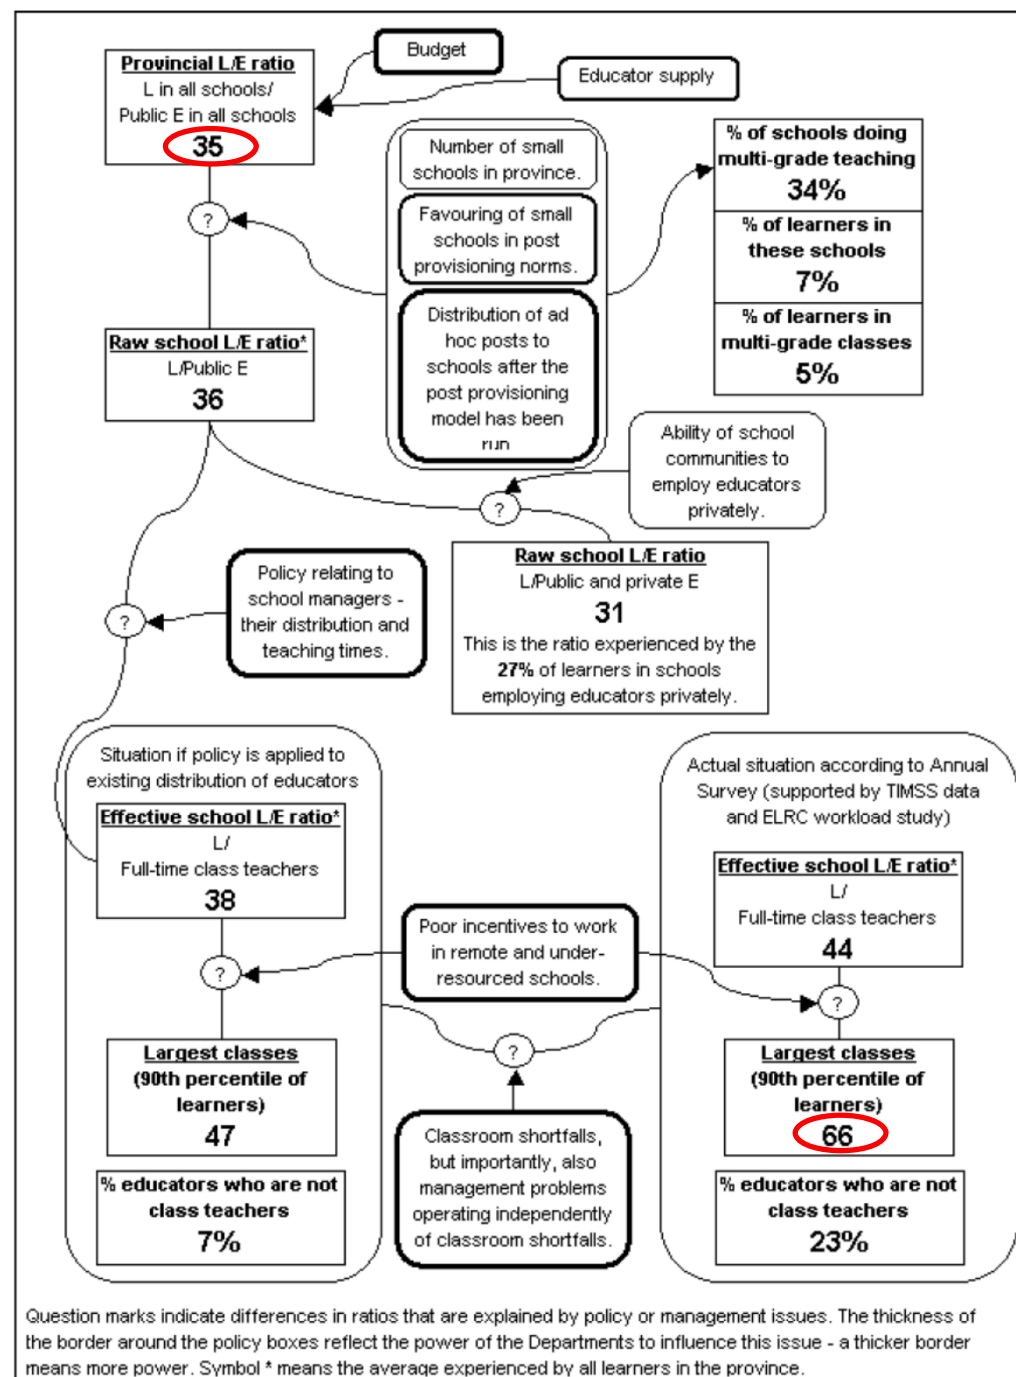 Budget
Educator supply
Provincial L/E ratio
L in all schools/
Public E in all schools
35
?
Number of small
schools in province.
Favouring of small
schools in post
provisioning norms.
Distribution of ad
hoc posts to
schools after the
post provisioning
model has been
run
% of schools doing
multi-grade teaching
34%
% of learners in
these schools
7%
% of learners in
multi-grade classes
5%
Raw school L/E ratio*
L/Public E
36
Ability of school
communities to
employ educators
privately.
?
Raw school L/E ratio
L/Public and private E
31
This is the ratio experienced by the
27% of learners in schools
employing educators privately.
Policy relating to
school managers -
their distribution and
teaching times.
?
Situation if policy is applied to
existing distribution of educators
Effective school L/E ratio*
L/
Full-time class teachers
38
?
Largest classes
(90th percentile of
learners)
47
% educators who are not
class teachers
7%
Poor incentives to work
in remote and under-
resourced schools.
?
Classroom shortfalls,
but importantly, also
management problems
operating independently
of classroom shortfalls.
Actual situation according to Annual
Survey (supported by TIMSS data
and ELRC workload study)
Effective school L/E ratio*
L/
Full-time class teachers
44
?
Largest classes
(90th percentile of
learners)
66
% educators who are not
class teachers
23%
Question marks indicate differences in ratios that are explained by policy or management issues. The thickness of
the border around the policy boxes reflect the power of the Departments to influence this issue - a thicker border
means more power. Symbol * means the average experienced by all learners in the province.